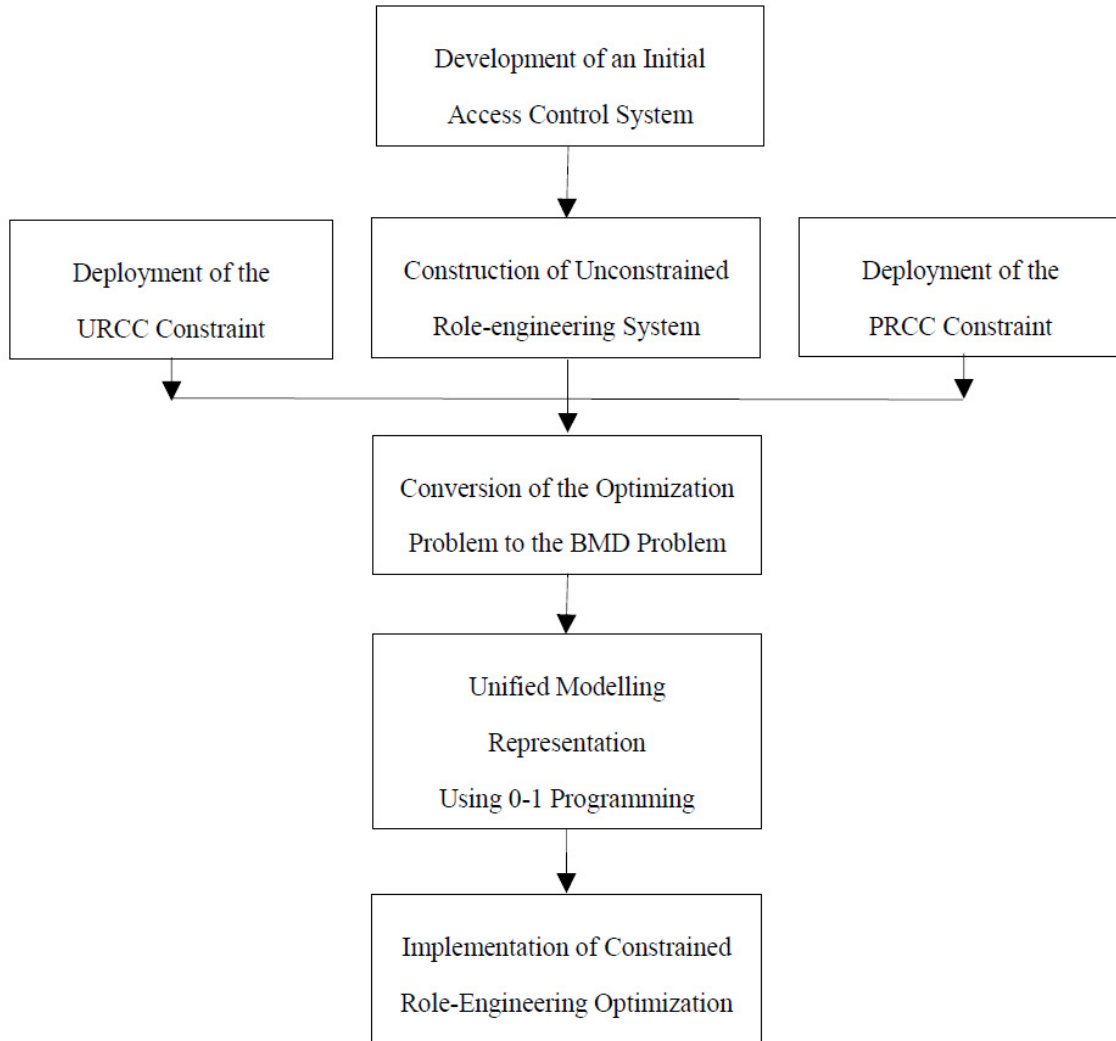 Development of an Initial
Access Control System
Deployment of the
URCC Constraint
Construction of Unconstrained
Role-engineering System
Deployment of the
PRCC Constraint
Conversion of the Optimization
Problem to the BMD Problem
Unified Modelling
Representation
Using 0-1 Programming
Implementation of Constrained
Role-Engineering Optimization